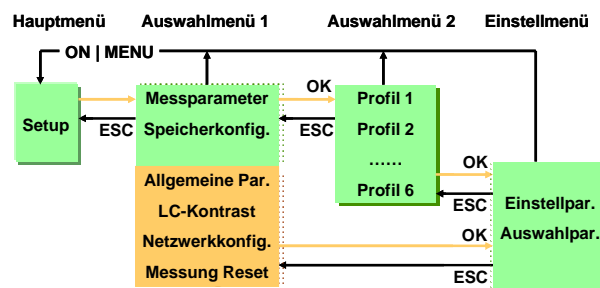 Hauptmenü Auswahlmenü 1 Auswahlmenü 2 Einstellmenü
ON | MENU
Setup
ESC
Messparameter
Speicherkonfig.
Allgemeine Par.
LC-Kontrast
Netzwerkkonfig.
Messung Reset
OK
ESC
Profil 1
Profil 2
……
Profil 6
OK
ESC
OK
ESC
Einstellpar.
Auswahlpar.